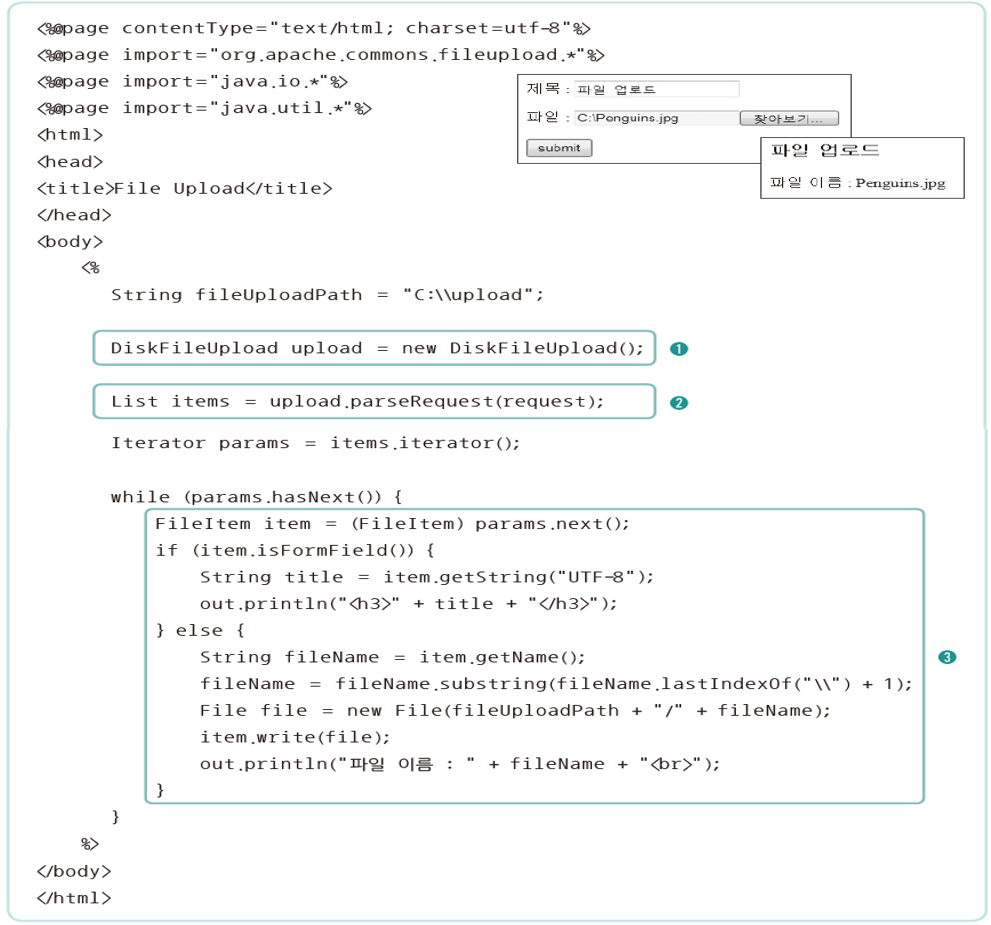 <%@page contentType="text/html; charset=utf-8"%>
<%@page import="org.apache.commons.fileupload.*"%>
<%@page import="java.io.*"%>
<%@page import="java.util.*"%>
<html>
<head>
<title>File Upload</title>
</head>
<body>
<%
String fileUploadPath = "C:\\upload";
DiskFileUpload upload = new DiskFileUpload(); 1
List items = upload.parseRequest(request); 2
Iterator params = items.iterator();
while (params.hasNext()) {
FileItem item = (FileItem) params.next();
if (item.isFormField()) {
String title = item.getString("UTF-8");
out.println("<h3>" + title + "</h3>");
} else {
String fileName = item.getName(); 3
fileName = fileName.substring(fileName.lastIndexOf("\\") + 1);
File file = new File(fileUploadPath + "/" + fileName);
item.write(file);
out.println("파일 이름 : " + fileName + "<br>");
}
}
%>
</body>
</html>
제목 : 파일 업로드
파일 : C:\Penguins.jpg 찾아보기...
submit
파일 업로드
파일 이름 : Penguins.jpg